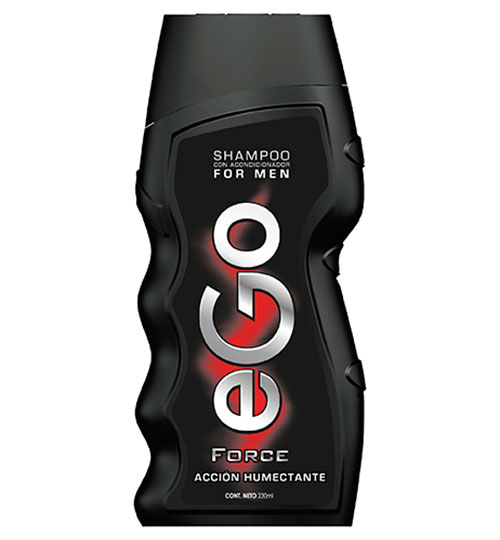 SHAMPOO
CON ACONDICIONADOR
FOR MEN
eGo
FORCE
ACCIÓN HUMECTANTE
CONT. NETO 230ml